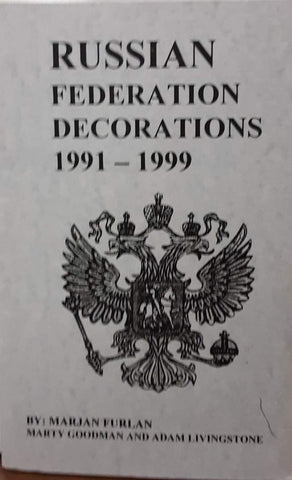 RUSSIAN
FEDERATION
DECORATIONS
1991 – 1999
BY: MARJAN FURLAN
MARTY GOODMAN AND ADAM LIVINGSTONE